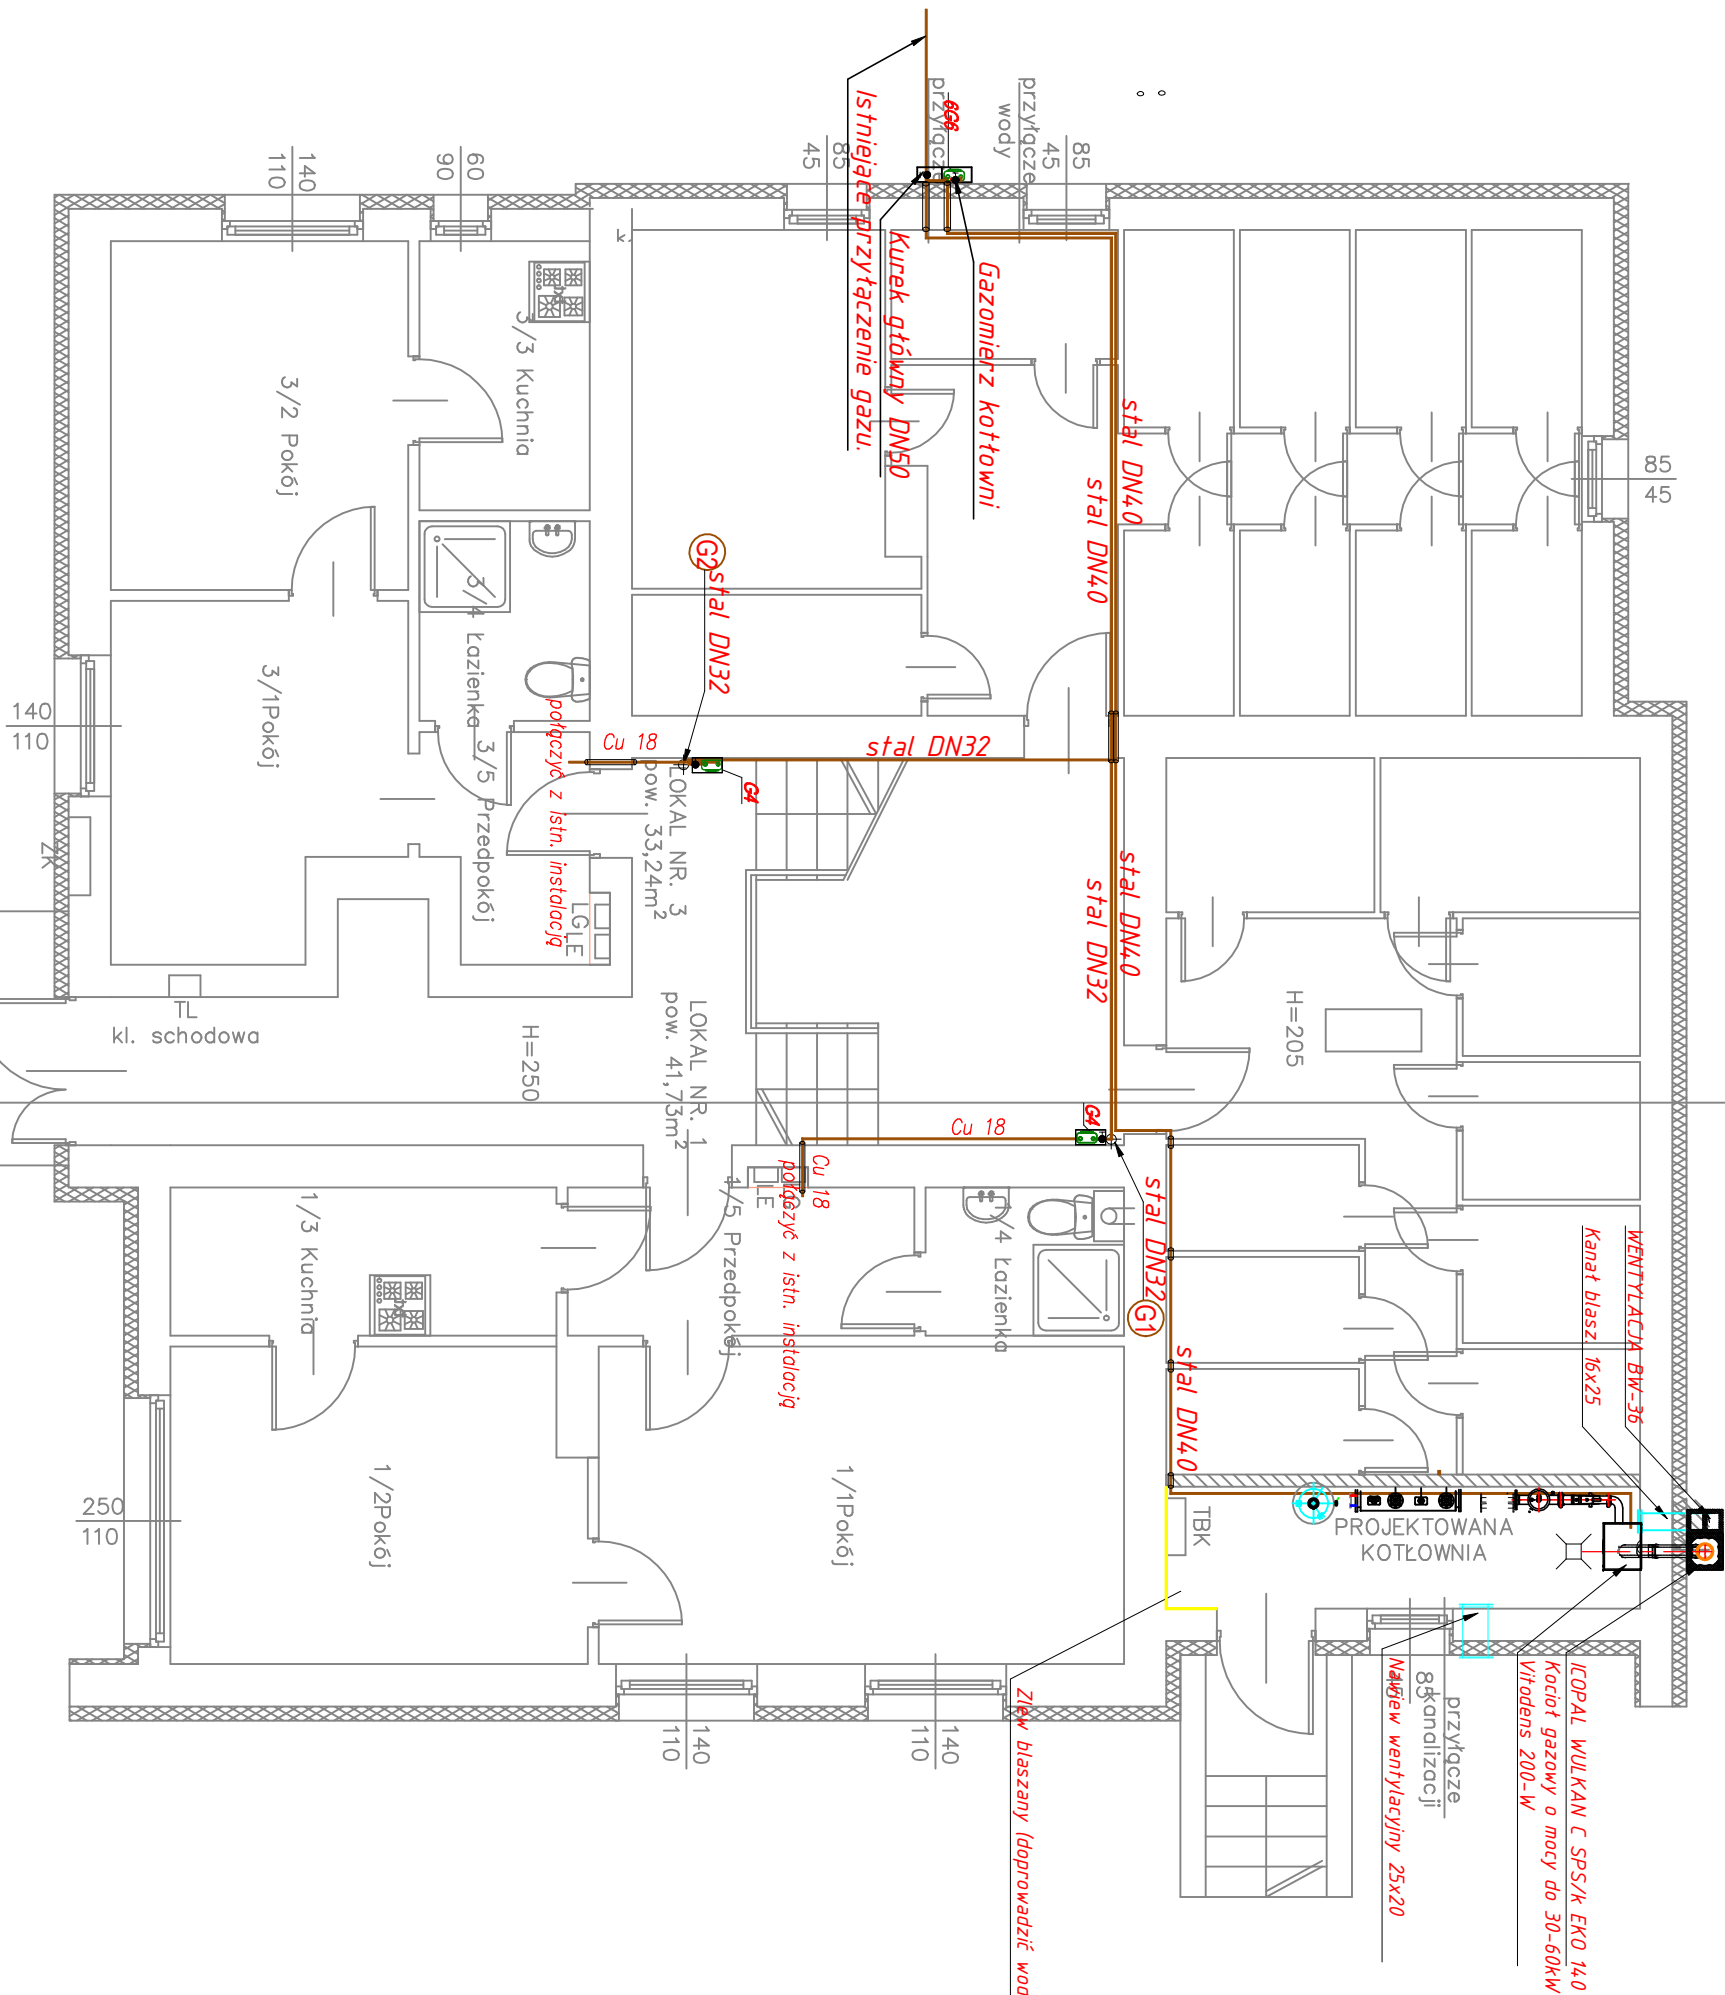 Istniejące przyłączenie gazu.
Kurek główny DN50
Gazomierz kotłowni
6G6
przyłącze
wody
przyłącze
85
45
85
45
60
90
140
110
85
45
k.
3/3 Kuchnia
3/2 Pokój
3/4 Łazienka
3/1Pokój
3/5 Przedpokój
140
110
ZK
stal DN40
stal DN40
G2
stal DN32
Cu 18
stal DN32
G4
połączyć z istn. instalacją
LOKAL NR. 3
pow. 33,24m²
LG
LE
stal DN40
stal DN32
TL
kl. schodowa
H=250
H=205
LOKAL NR. 1
pow. 41,73m²
G4
Cu 18
Cu 18
połączyć z istn. instalacją
LE
1/5 Przedpokój
1/4 Łazienka
1/3 Kuchnia
stal DN32
G1
stal DN40
WENTYLACJA BW-36
Kanał blasz. 16x25
1/2Pokój
1/1Pokój
250
110
TBK
PROJEKTOWANA
KOTŁOWNIA
140
110
140
110
85
45
przyłącze
kanalizacji
Nawiew wentylacyjny 25x20
Zlew blaszany (doprowadzić
ICOPAL WULKAN C SPS/k EKO 140
Kocioł gazowy o mocy do 30-60kW
Vitodens 200-W